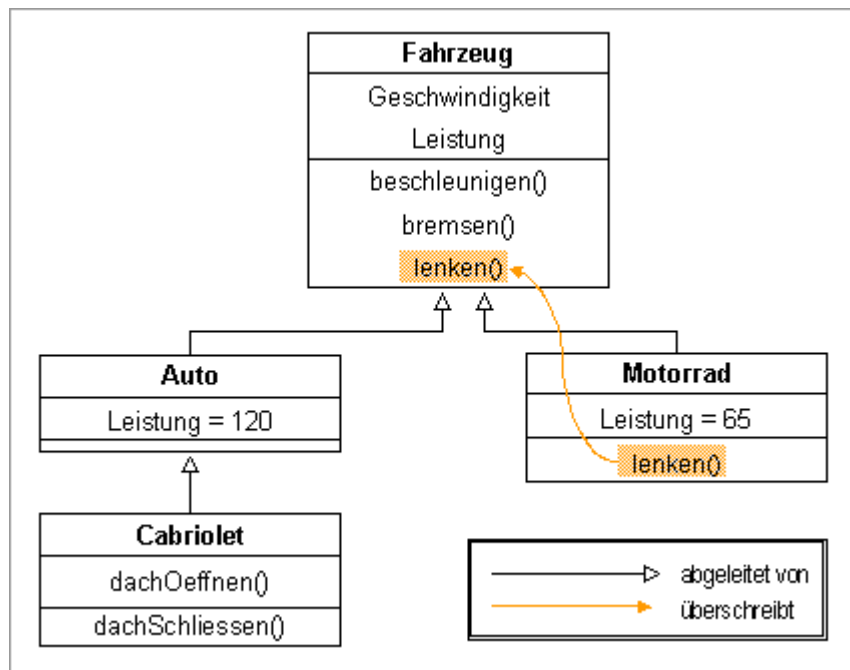 Fahrzeug
Geschwindigkeit
Leistung
beschleunigen()
bremsen()
lenken()
Auto
Leistung = 120
Motorrad
Leistung = 65
lenken()
Cabriolet
dachOeffnen()
dachSchliessen()
abgeleitet von
überschreibt